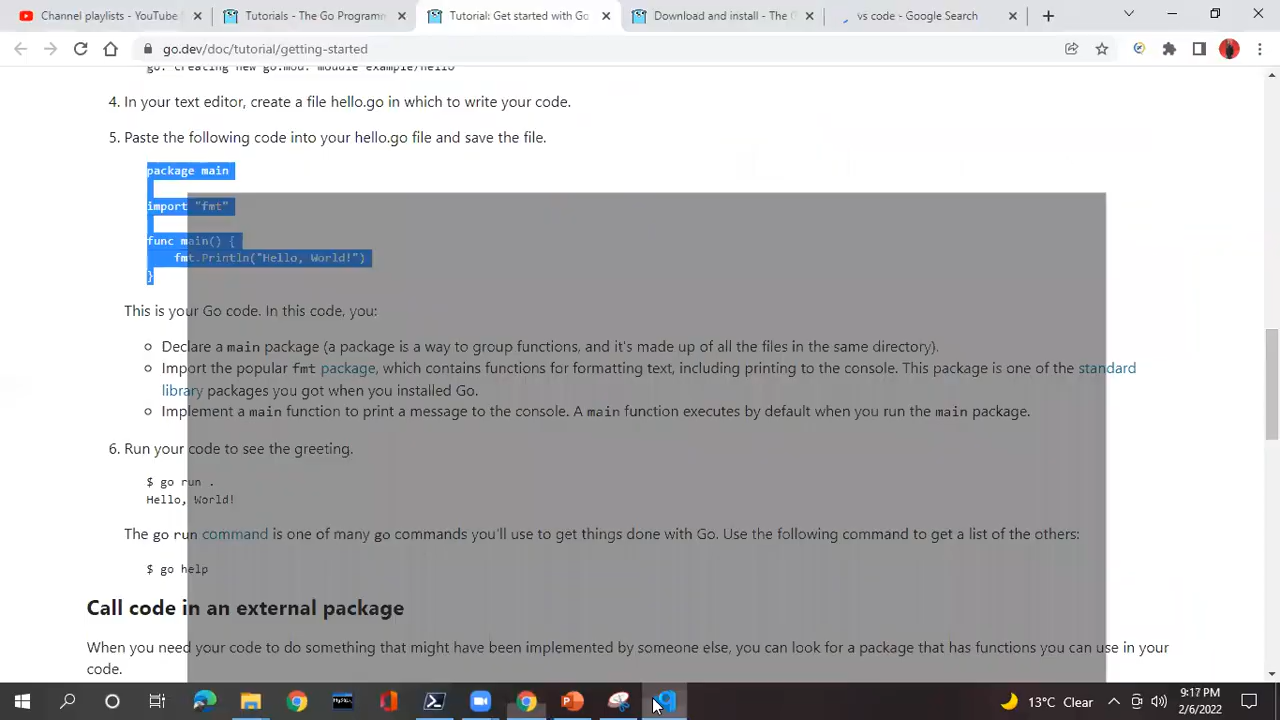 Channel playlists - YouTube S
Tutorials - The Go Programm
Tutorial: Get started with Go
Download and install - The G
vs code - Google Search
go.dev/doc/tutorial/getting-started
go: creating new go.mod: module example/hello
4. In your text editor, create a file hello.go in which to write your code.
5. Paste the following code into your hello.go file and save the file.
package main
import "fmt"
func main() {
fmt.Println("Hello, World!")
}
This is your Go code. In this code, you:
Declare a main package (a package is a way to group functions, and it's made up of all the files in the same directory).
Import the popular fmt package, which contains functions for formatting text, including printing to the console. This package is one of the standard
library packages you got when you installed Go.
Implement a main function to print a message to the console. A main function executes by default when you run the main package.
6. Run your code to see the greeting.
$ go run .
Hello, World!
The go run command is one of many go commands you'll use to get things done with Go. Use the following command to get a list of the others:
$ go help
Call code in an external package
When you need your code to do something that might have been implemented by someone else, you can look for a package that has functions you can use in your
code.
13°C Clear
9:17 PM
2/6/2022